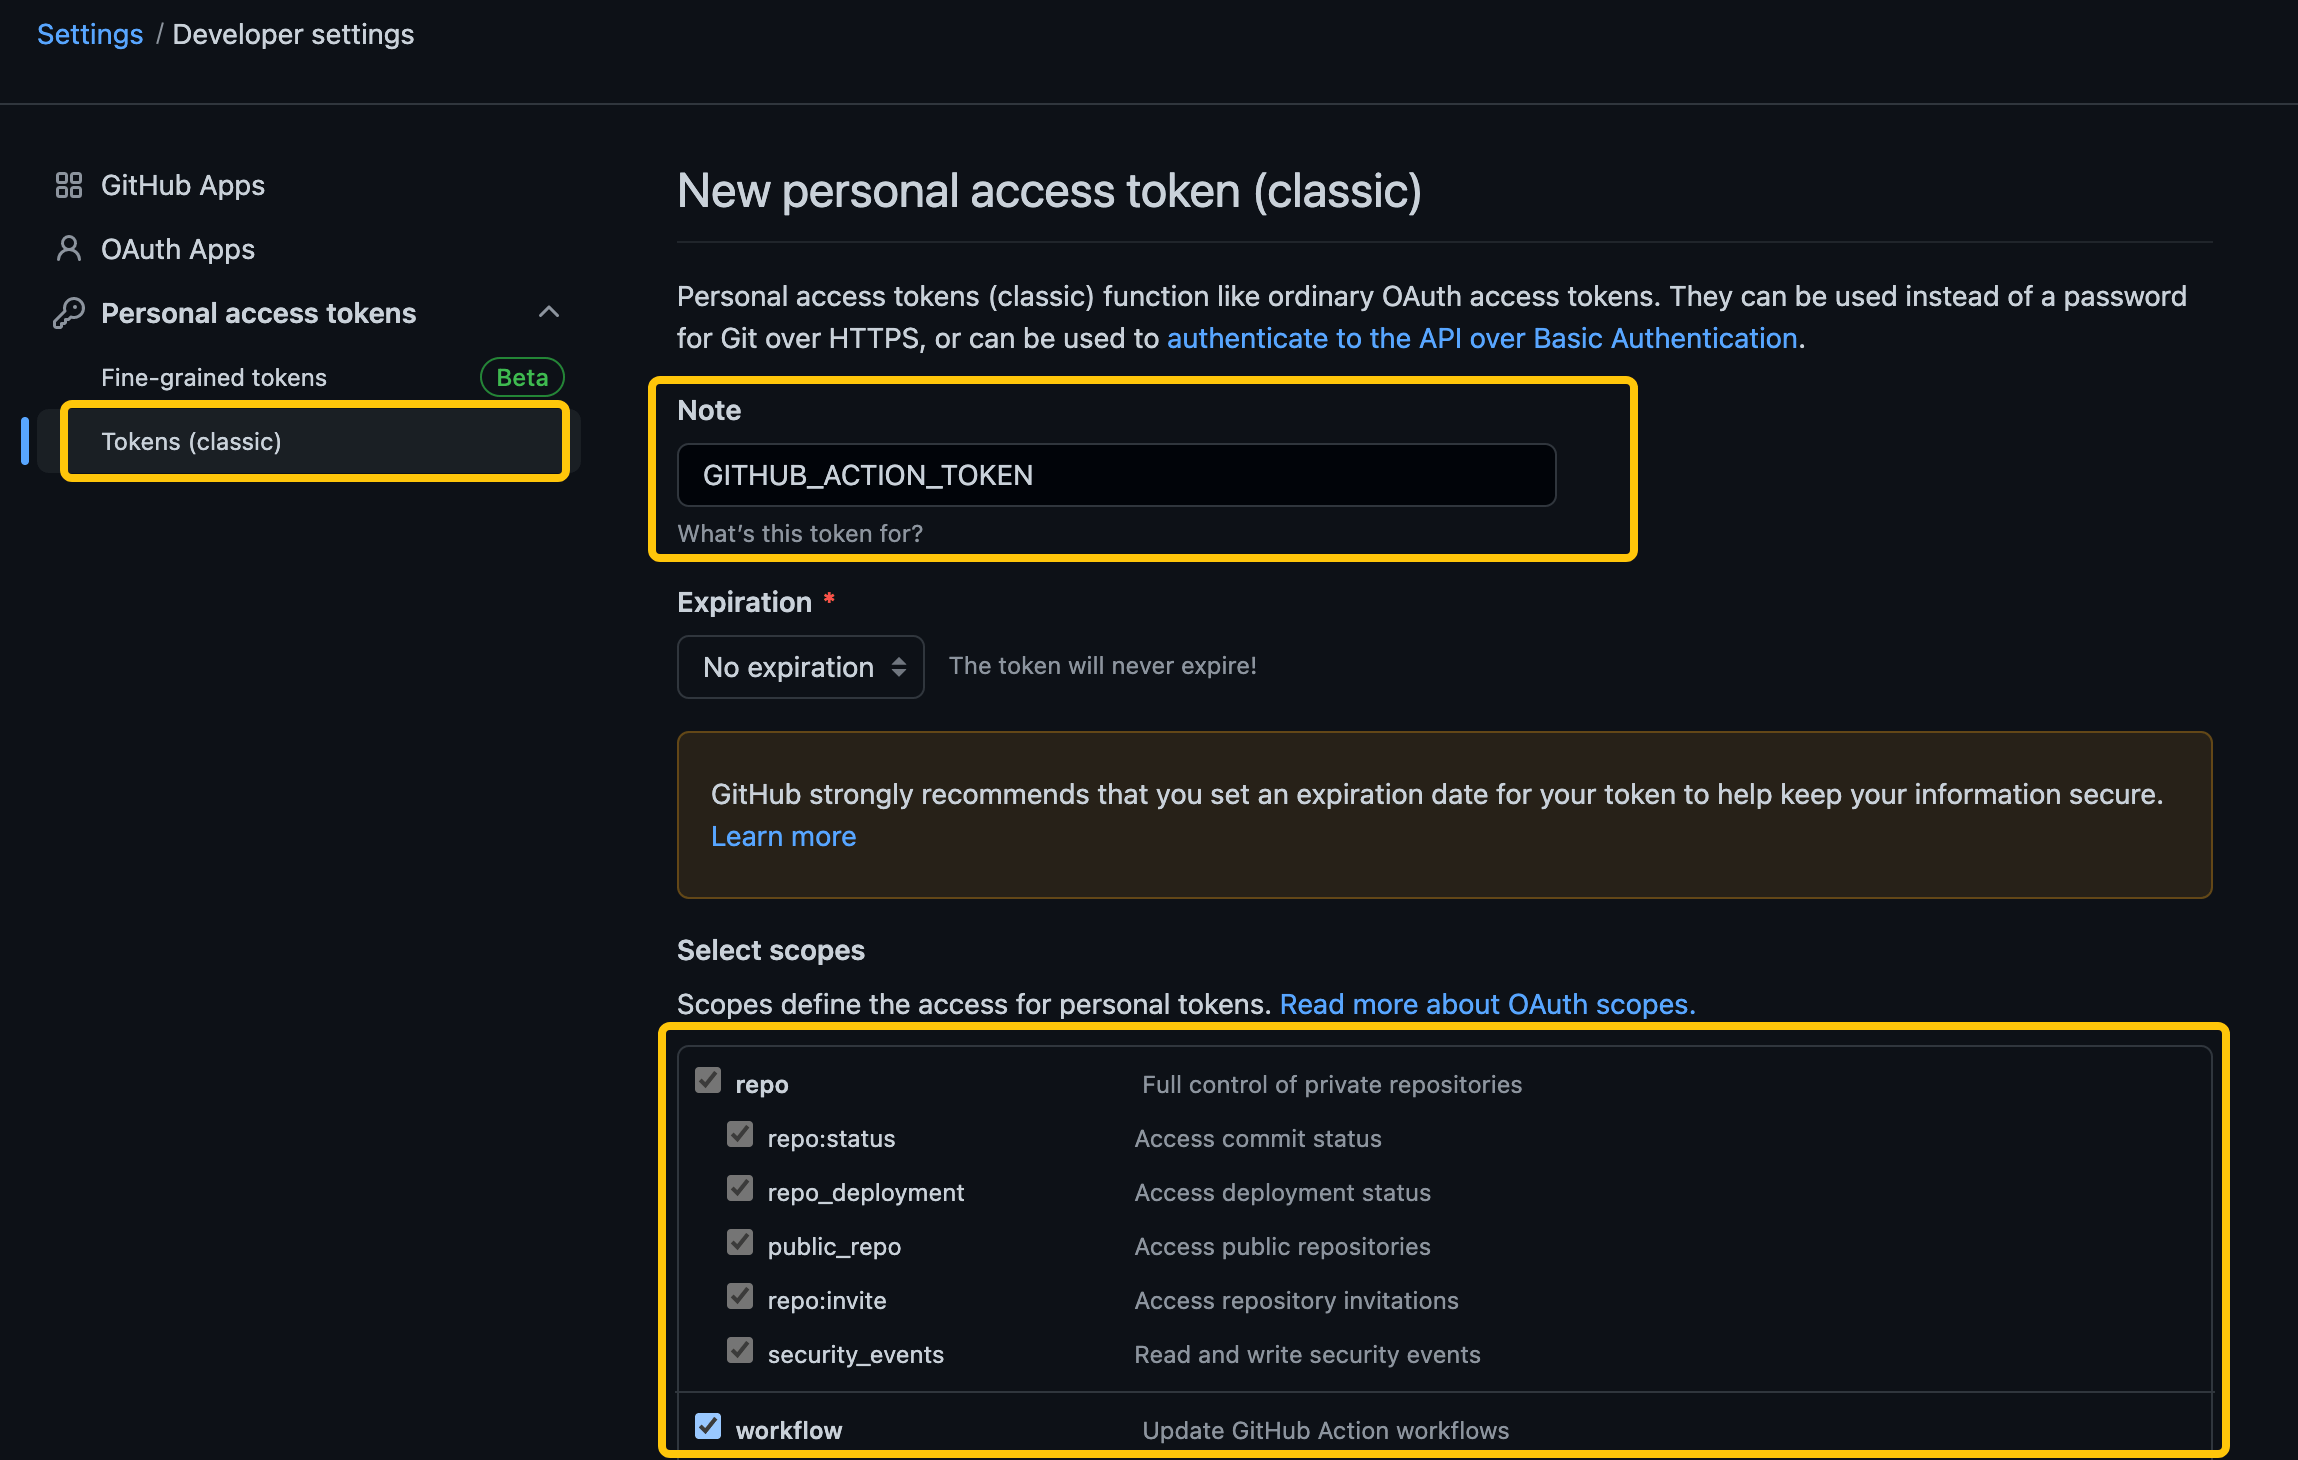 Settings / Developer settings
GitHub Apps
OAuth Apps
Personal access tokens
Fine-grained tokens Beta
Tokens (classic)
New personal access token (classic)
Personal access tokens (classic) function like ordinary OAuth access tokens. They can be used instead of a password
for Git over HTTPS, or can be used to authenticate to the API over Basic Authentication.
Note
GITHUB_ACTION_TOKEN
What's this token for?
Expiration *
No expiration The token will never expire!
GitHub strongly recommends that you set an expiration date for your token to help keep your information secure.
Learn more
Select scopes
Scopes define the access for personal tokens. Read more about OAuth scopes.
repo Full control of private repositories
repo:status Access commit status
repo_deployment Access deployment status
public_repo Access public repositories
repo:invite Access repository invitations
security_events Read and write security events
workflow Update GitHub Action workflows